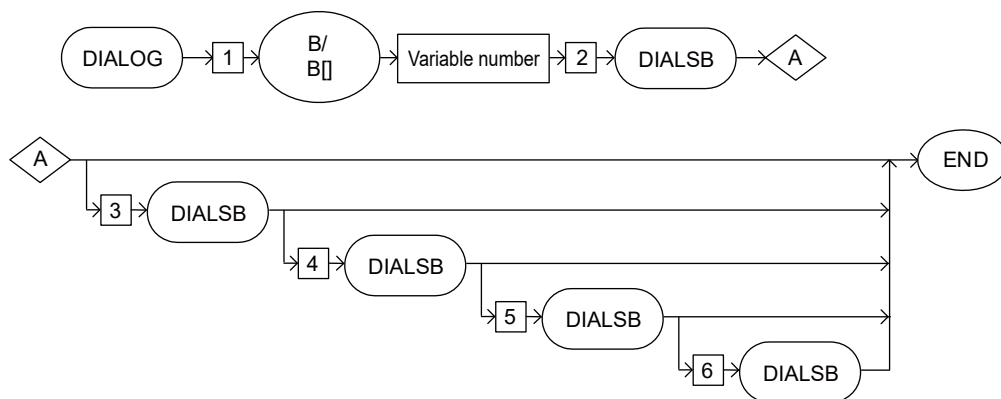 DIALOG 1 B/ Variable number 2 DIALSB A
B[]
A END
3 DIALSB
4 DIALSB
5 DIALSB
6 DIALSB